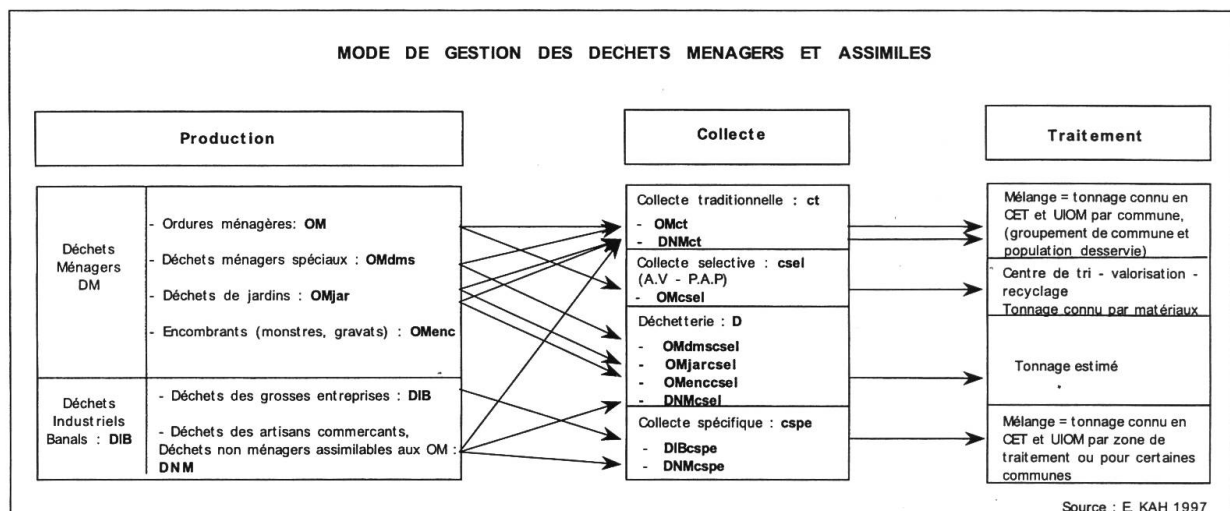 MODE DE GESTION DES DECHETS MENAGERS ET ASSIMILES
Production
Collecte
Traitement
Déchets
Ménagers
DM
- Ordures ménagères: OM
- Déchets ménagers spéciaux : OMdms
- Déchets de jardins : OMjar
- Encombrants (monstres, gravats) : OMenc
Déchets
Industriels
Banals : DIB
- Déchets des grosses entreprises : DIB
- Déchets des artisans commercants,
Déchets non ménagers assimilables aux OM :
DNM
Collecte traditionnelle : ct
- OMct
- DNMct
Collecte selective : csel
(A.V - P.A.P)
- OMcsel
Déchetterie : D
- OMdmscsel
- OMjarcsel
- OMenccsel
- DNMcsel
Collecte spécifique : cspe
- DIBcspe
- DNMcspe
Mélange = tonnage connu en
CET et UIOM par commune,
(groupement de commune et
population desservie)
Centre de tri - valorisation -
recyclage
Tonnage connu par matériaux
Tonnage estimé
Mélange = tonnage connu en
CET et UIOM par zone de
traitement ou pour certaines
communes
Source : E. KAH 1997